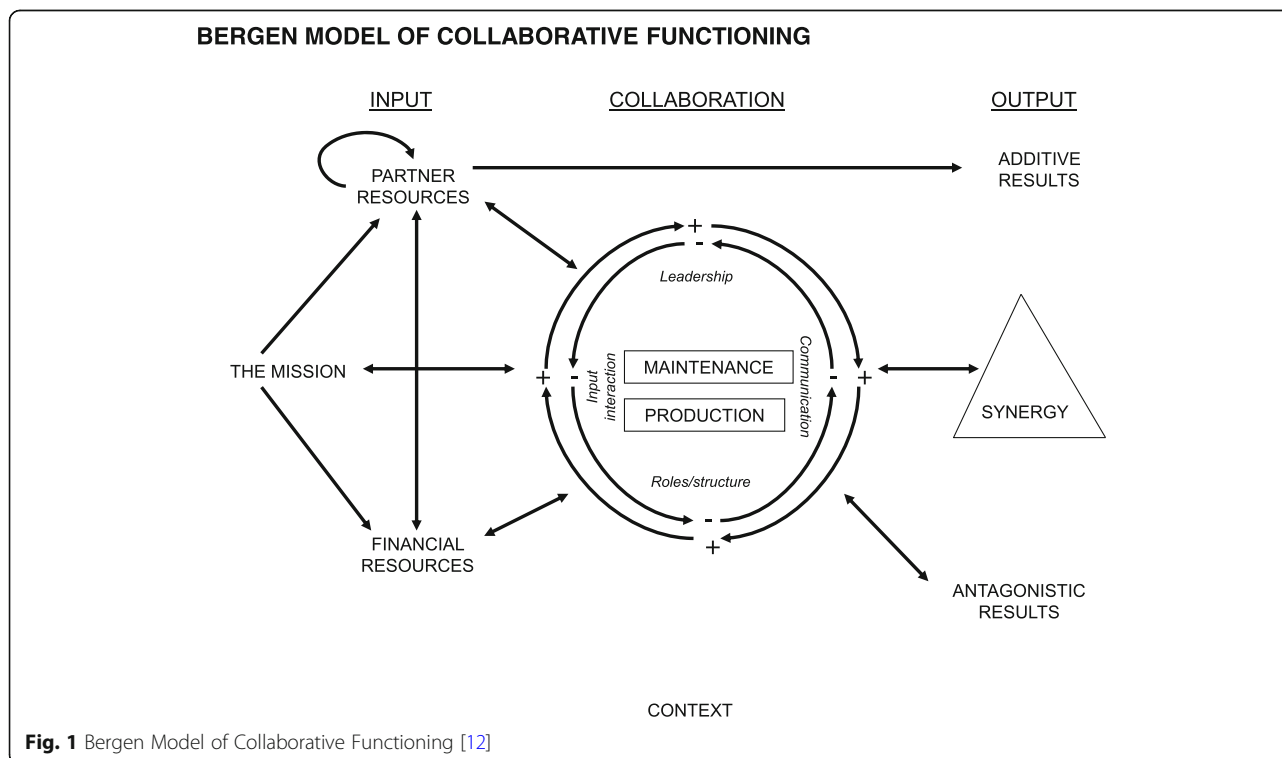 BERGEN MODEL OF COLLABORATIVE FUNCTIONING
INPUT
COLLABORATION
OUTPUT
PARTNER
RESOURCES
ADDITIVE
RESULTS
+
-
Leadership
THE MISSION
+
-
Input
interaction
MAINTENANCE
PRODUCTION
Communication
-
+
SYNERGY
Roles/structure
-
+
FINANCIAL
RESOURCES
ANTAGONISTIC
RESULTS
CONTEXT
Fig. 1 Bergen Model of Collaborative Functioning [12]